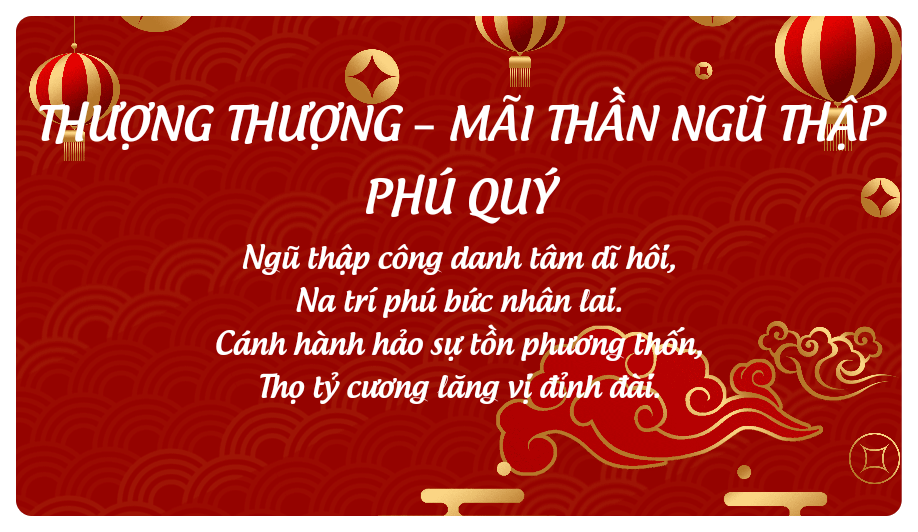 THƯỢNG THƯỢNG – MÃI THẦN NGŨ THẬP
PHÚ QUÝ
Ngũ thập công danh tâm dĩ hôi,
Na trí phú bức nhân lai.
Cánh hành hảo sự tồn phương thốn,
Thọ tỷ cương lăng vị đỉnh đài.